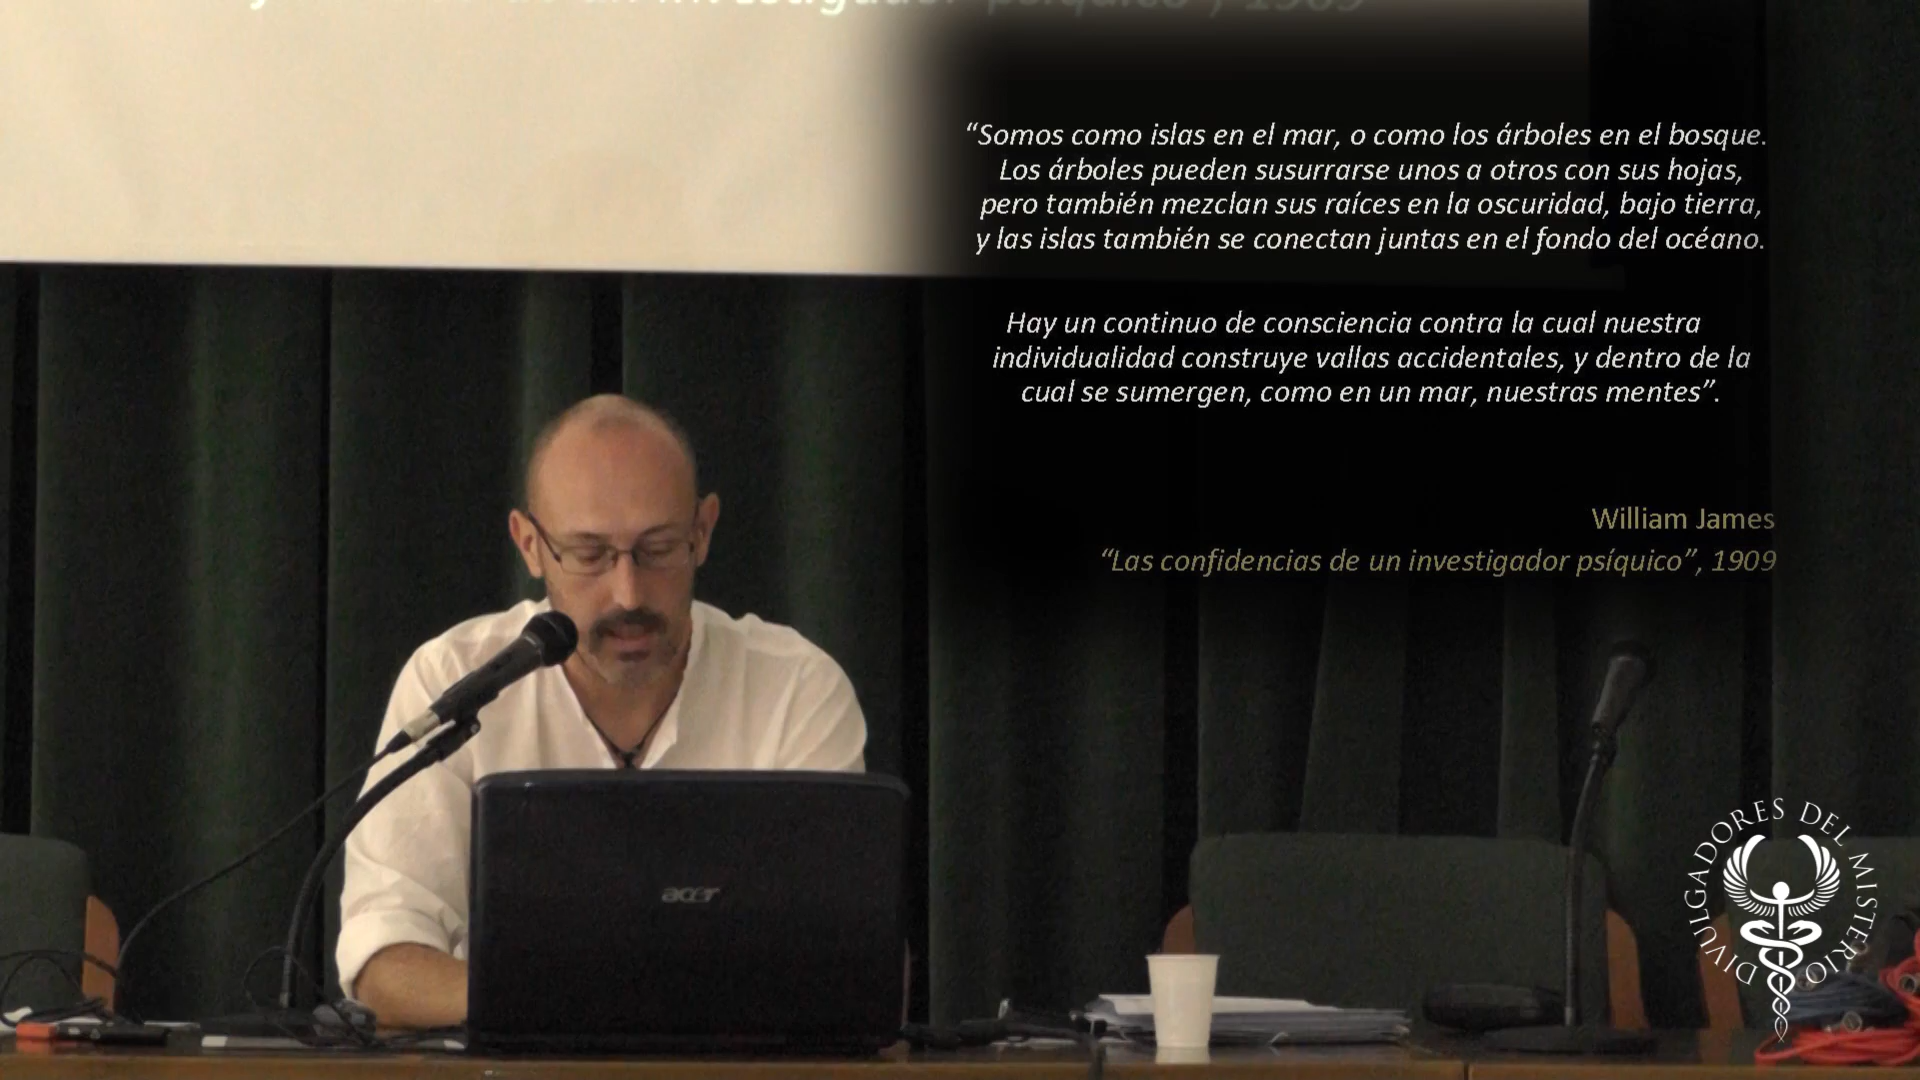 investigador psíquico", 1909
“Somos como islas en el mar, o como los árboles en el bosque.
Los árboles pueden susurrarse unos a otros con sus hojas,
pero también mezclan sus raíces en la oscuridad, bajo tierra,
y las islas también se conectan juntas en el fondo del océano.
Hay un continuo de consciencia contra la cual nuestra
individualidad construye vallas accidentales, y dentro de la
cual se sumergen, como en un mar, nuestras mentes”.
William James
“Las confidencias de un investigador psíquico”, 1909
acer
DIVULGADORES DEL MISTERIO